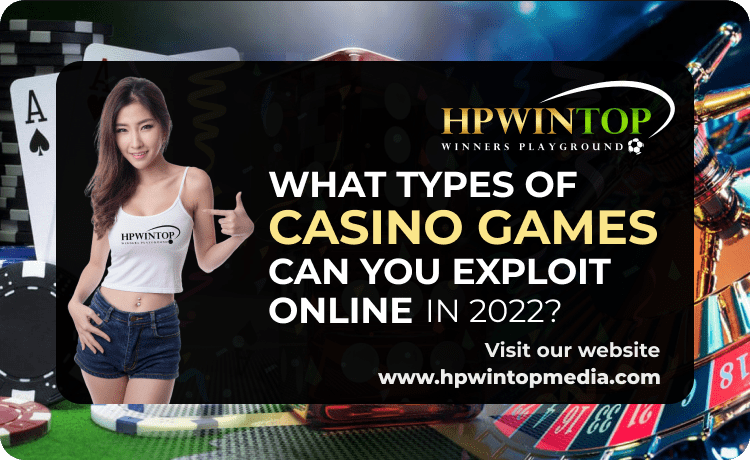 HPWINTOP
WINNERS PLAYGROUND
WHAT TYPES OF
CASINO GAMES
CAN YOU EXPLOIT
ONLINE IN 2022?
Visit our website
www.hpwintopmedia.com
HPWINTOP
WINNERS PLAYGROUND
A
A